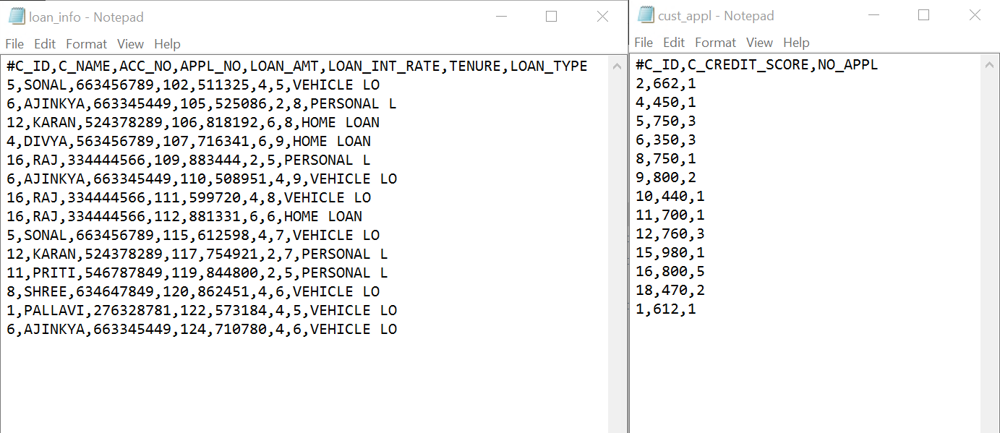 loan_info - Notepad
File Edit Format View Help
#C_ID,C_NAME,ACC_NO,APPL_NO,LOAN_AMT,LOAN_INT_RATE,TENURE,LOAN_TYPE
5,SONAL,663456789,102,511325,4,5,VEHICLE LO
6,AJINKYA,663345449,105,525086,2,8,PERSONAL L
12,KARAN,524378289,106,818192,6,8,HOME LOAN
4,DIVYA,563456789,107,716341,6,9,HOME LOAN
16,RAJ,334444566,109,883444,2,5,PERSONAL L
6,AJINKYA,663345449,110,508951,4,9,VEHICLE LO
16,RAJ,334444566,111,599720,4,8,VEHICLE LO
16,RAJ,334444566,112,881331,6,6,HOME LOAN
5,SONAL,663456789,115,612598,4,7,VEHICLE LO
12,KARAN,524378289,117,754921,2,7,PERSONAL L
11,PRITI,546787849,119,844800,2,5,PERSONAL L
8,SHREE,634647849,120,862451,4,6,VEHICLE LO
1,PALLAVI,276328781,122,573184,4,5,VEHICLE LO
6,AJINKYA,663345449,124,710780,4,6,VEHICLE LO
cust_appl - Notepad
File Edit Format View Help
#C_ID,C_CREDIT_SCORE,NO_APPL
2,662,1
4,450,1
5,750,3
6,350,3
8,750,1
9,800,2
10,440,1
11,700,1
12,760,3
15,980,1
16,800,5
18,470,2
1,612,1